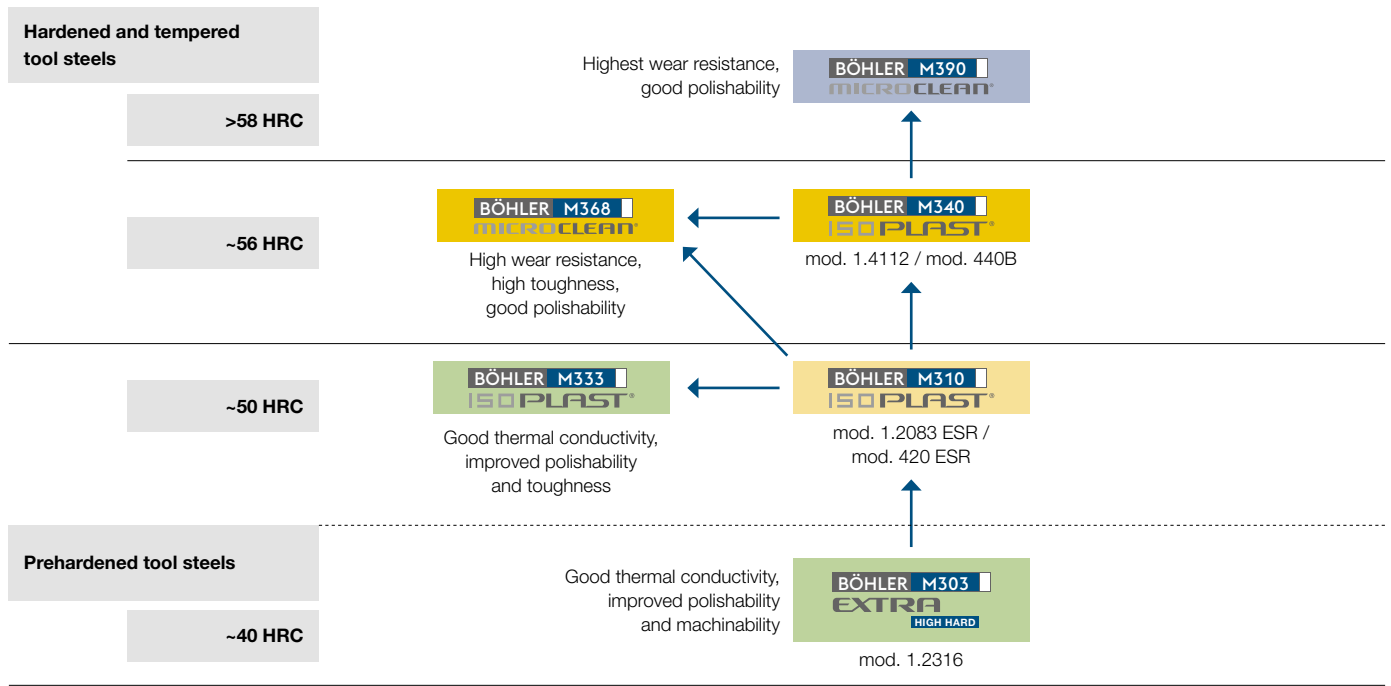 Hardened and tempered
tool steels
>58 HRC
Highest wear resistance,
good polishability
BÖHLER M390
MICROCLEAN®
~56 HRC
BÖHLER M368
MICROCLEAN®
High wear resistance,
high toughness,
good polishability
BÖHLER M340
ISOPLAST®
mod. 1.4112 / mod. 440B
~50 HRC
BÖHLER M333
ISOPLAST®
Good thermal conductivity,
improved polishability
and toughness
BÖHLER M310
ISOPLAST®
mod. 1.2083 ESR /
mod. 420 ESR
Prehardened tool steels
~40 HRC
Good thermal conductivity,
improved polishability
and machinability
BÖHLER M303
EXTRA
HIGH HARD
mod. 1.2316